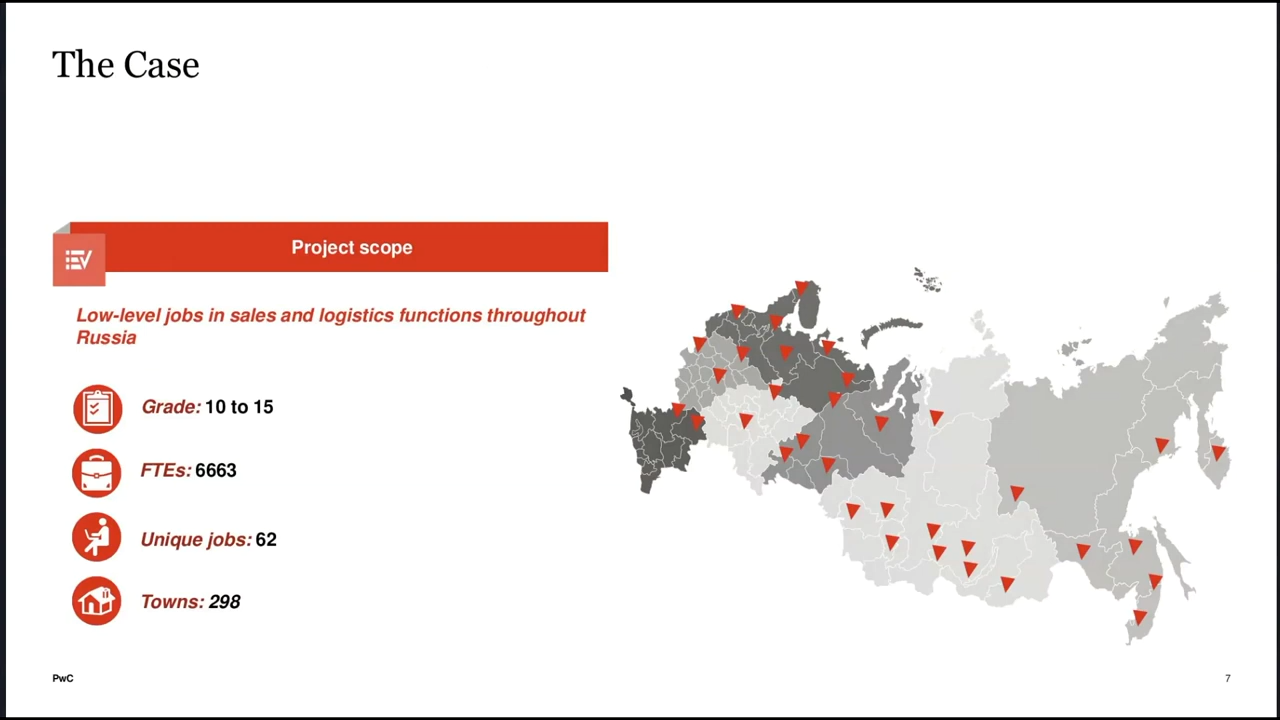 The Case
Project scope
Low-level jobs in sales and logistics functions throughout
Russia
Grade: 10 to 15
FTEs: 6663
Unique jobs: 62
Towns: 298
PwC
7